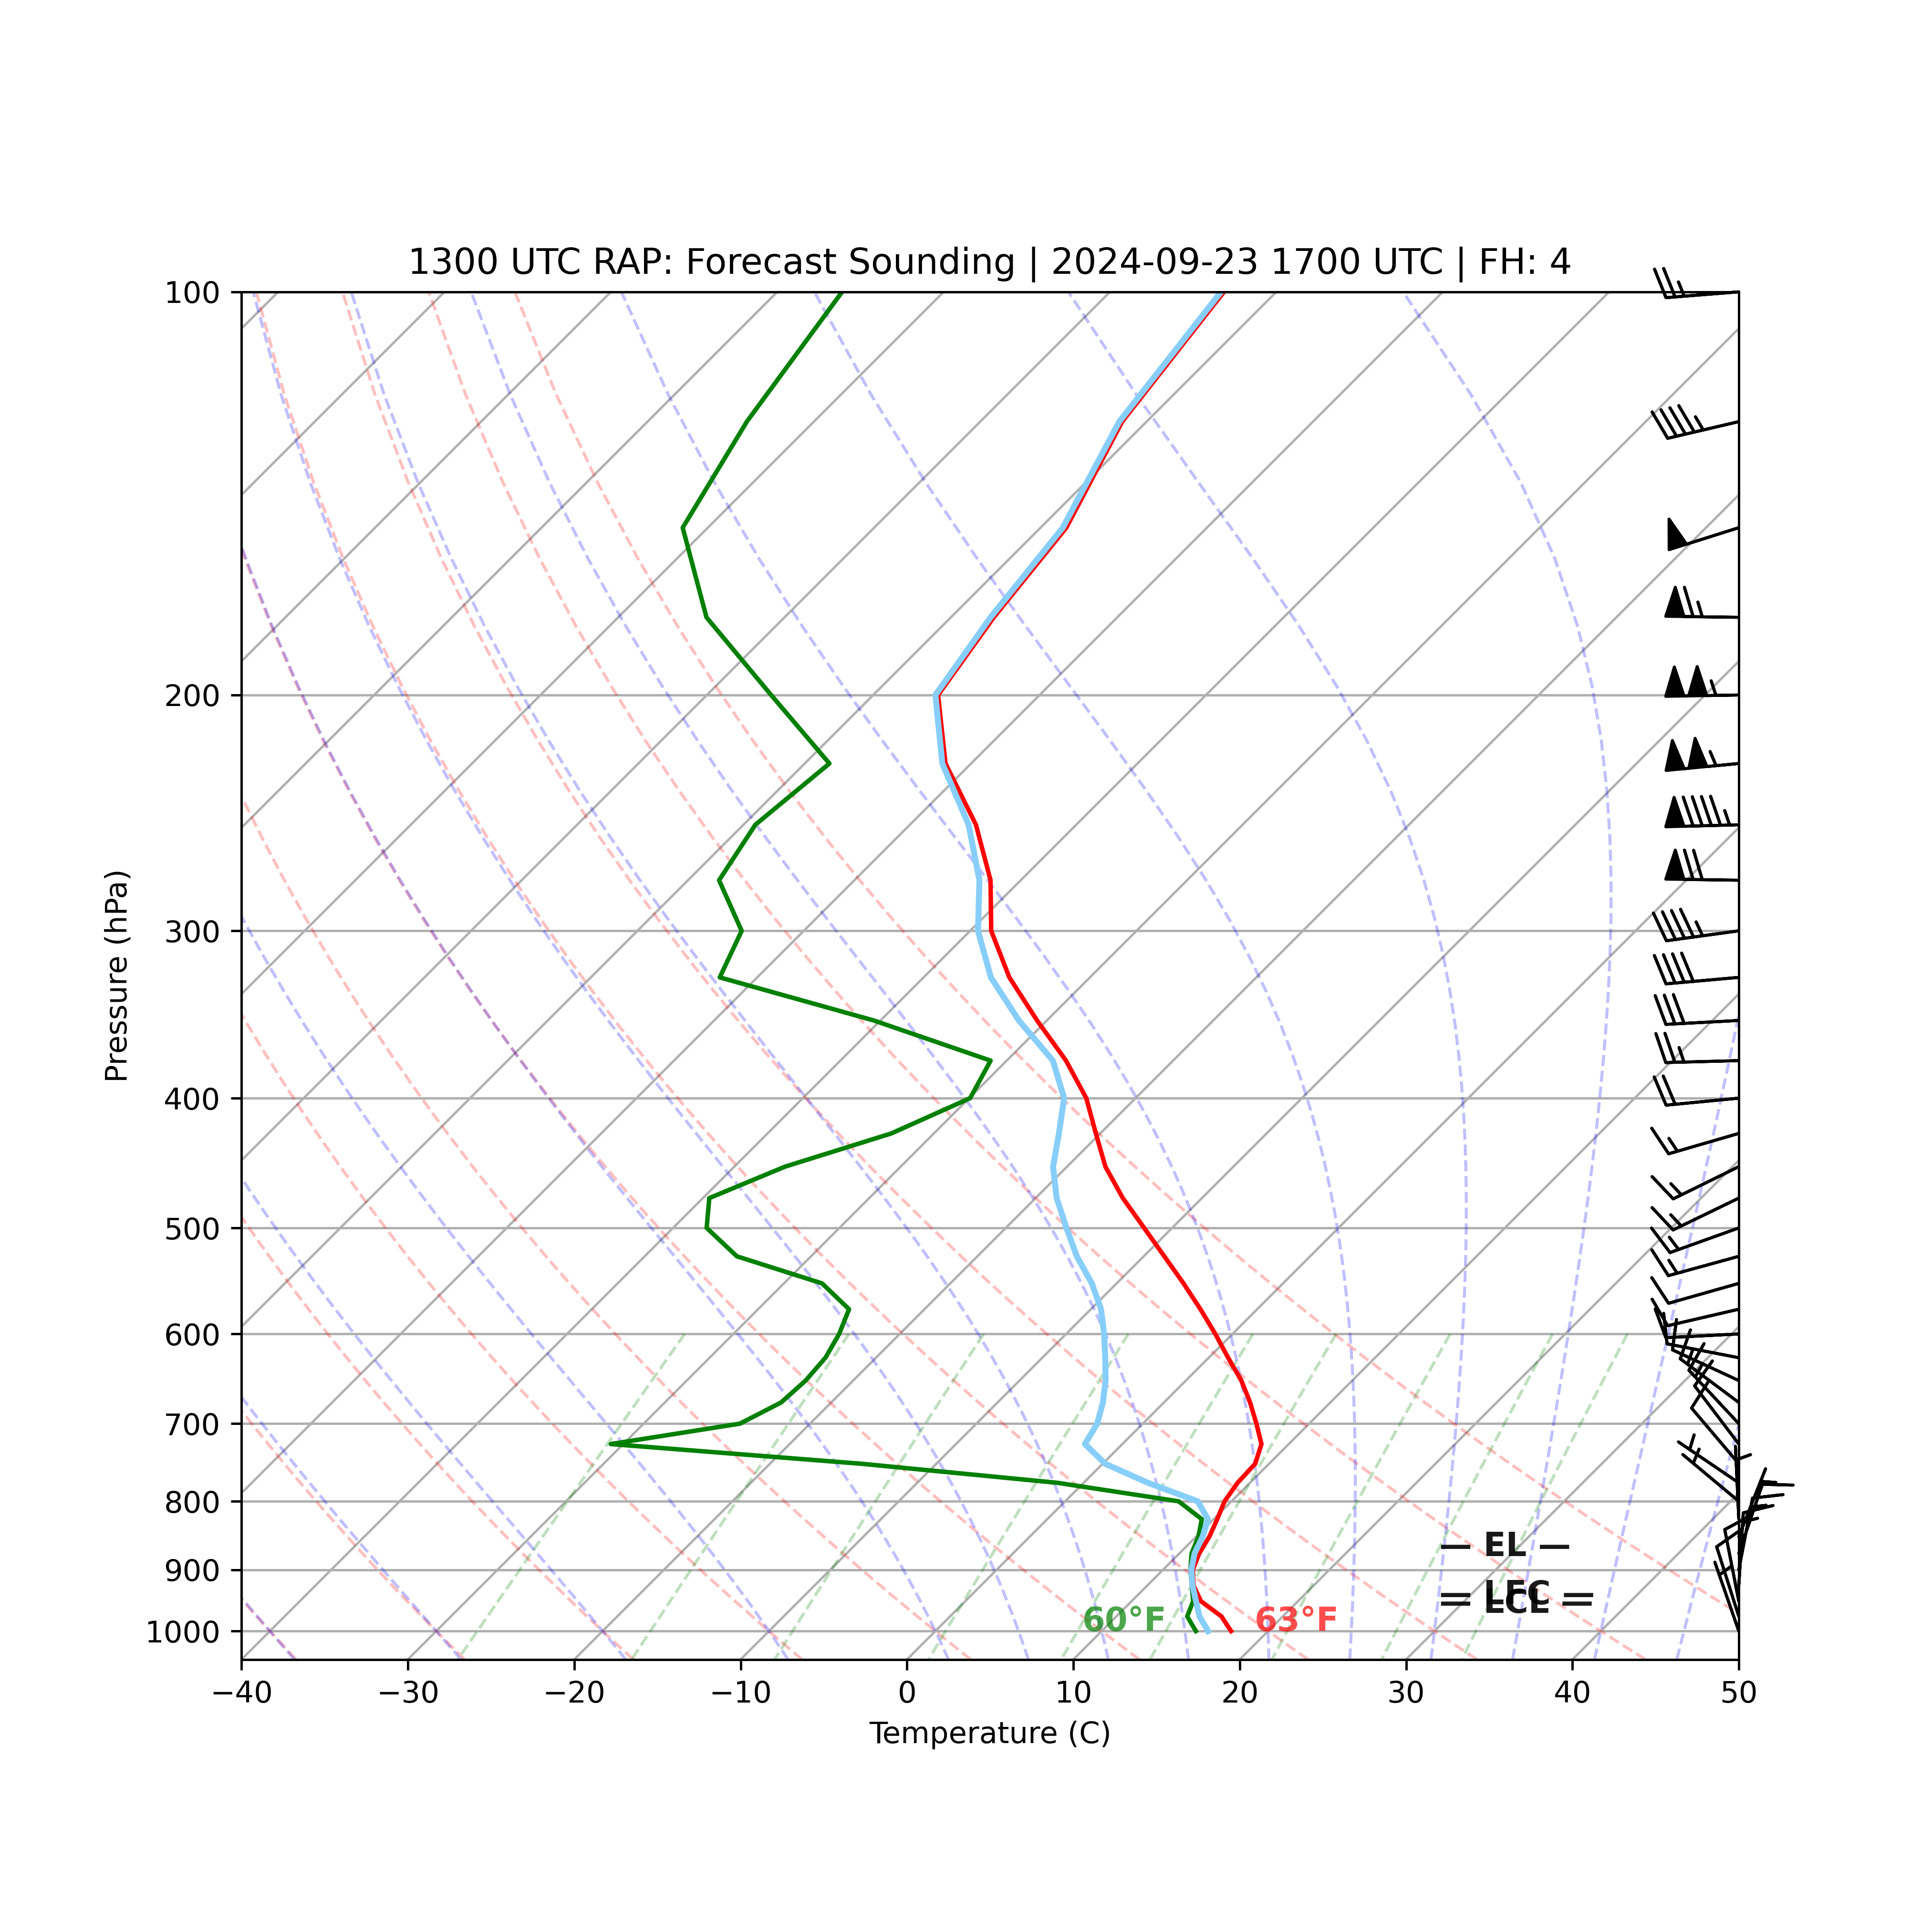 1300 UTC RAP: Forecast Sounding | 2024-09-23 1700 UTC | FH: 4
100
200
300
400
500
600
700
800
900
1000
Pressure (hPa)
— EL —
— LFC —
— LCL —
60°F
63°F
−40 −30 −20 −10 0 10 20 30 40 50
Temperature (C)